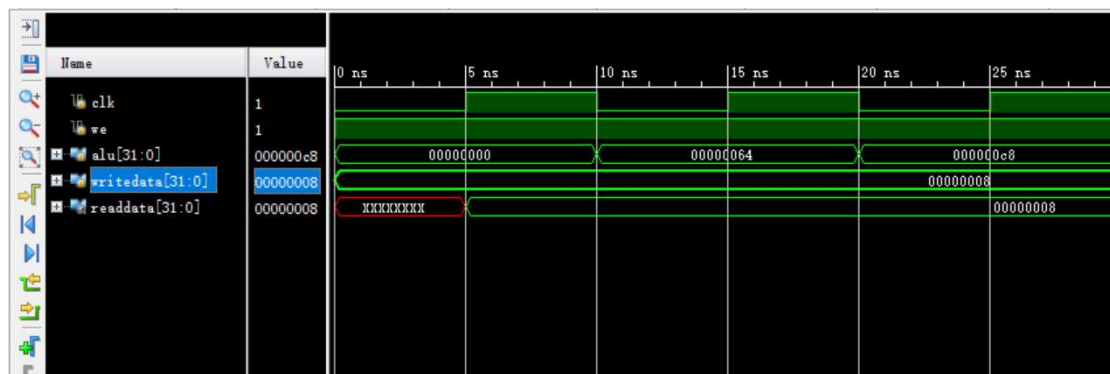 Name Value 0 ns 5 ns 10 ns 15 ns 20 ns 25 ns
clk 1
we 1
alu[31:0] 000000c8 00000000 00000064 000000c8
writedata[31:0] 00000008 00000008
readdata[31:0] 00000008 XXXXXXXX 00000008